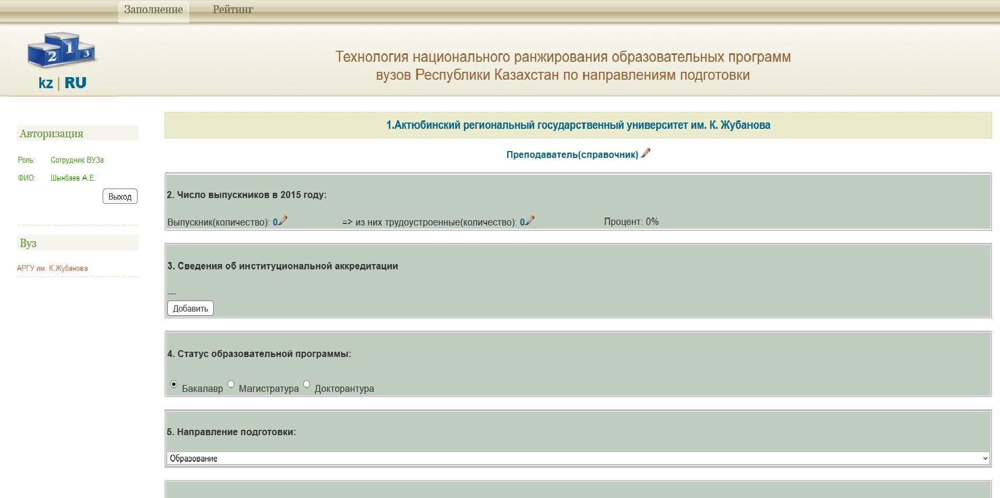 Заполнение Рейтинг
2 1 3
kz | RU
Технология национального ранжирования образовательных программ
вузов Республики Казахстан по направлениям подготовки
Авторизация
Роль: Сотрудник ВУЗа
ФИО: Шынбаев А.Е.
Выход
Вуз
АРГУ им. К.Жубанова
1.Актюбинский региональный государственный университет им. К. Жубанова
Преподаватель(справочник)
2. Число выпускников в 2015 году:
Выпускник(количество): 0 => из них трудоустроенные(количество): 0 Процент: 0%
3. Сведения об институциональной аккредитации
---
Добавить
4. Статус образовательной программы:
Бакалавр Магистратура Докторантура
5. Направление подготовки:
Образование